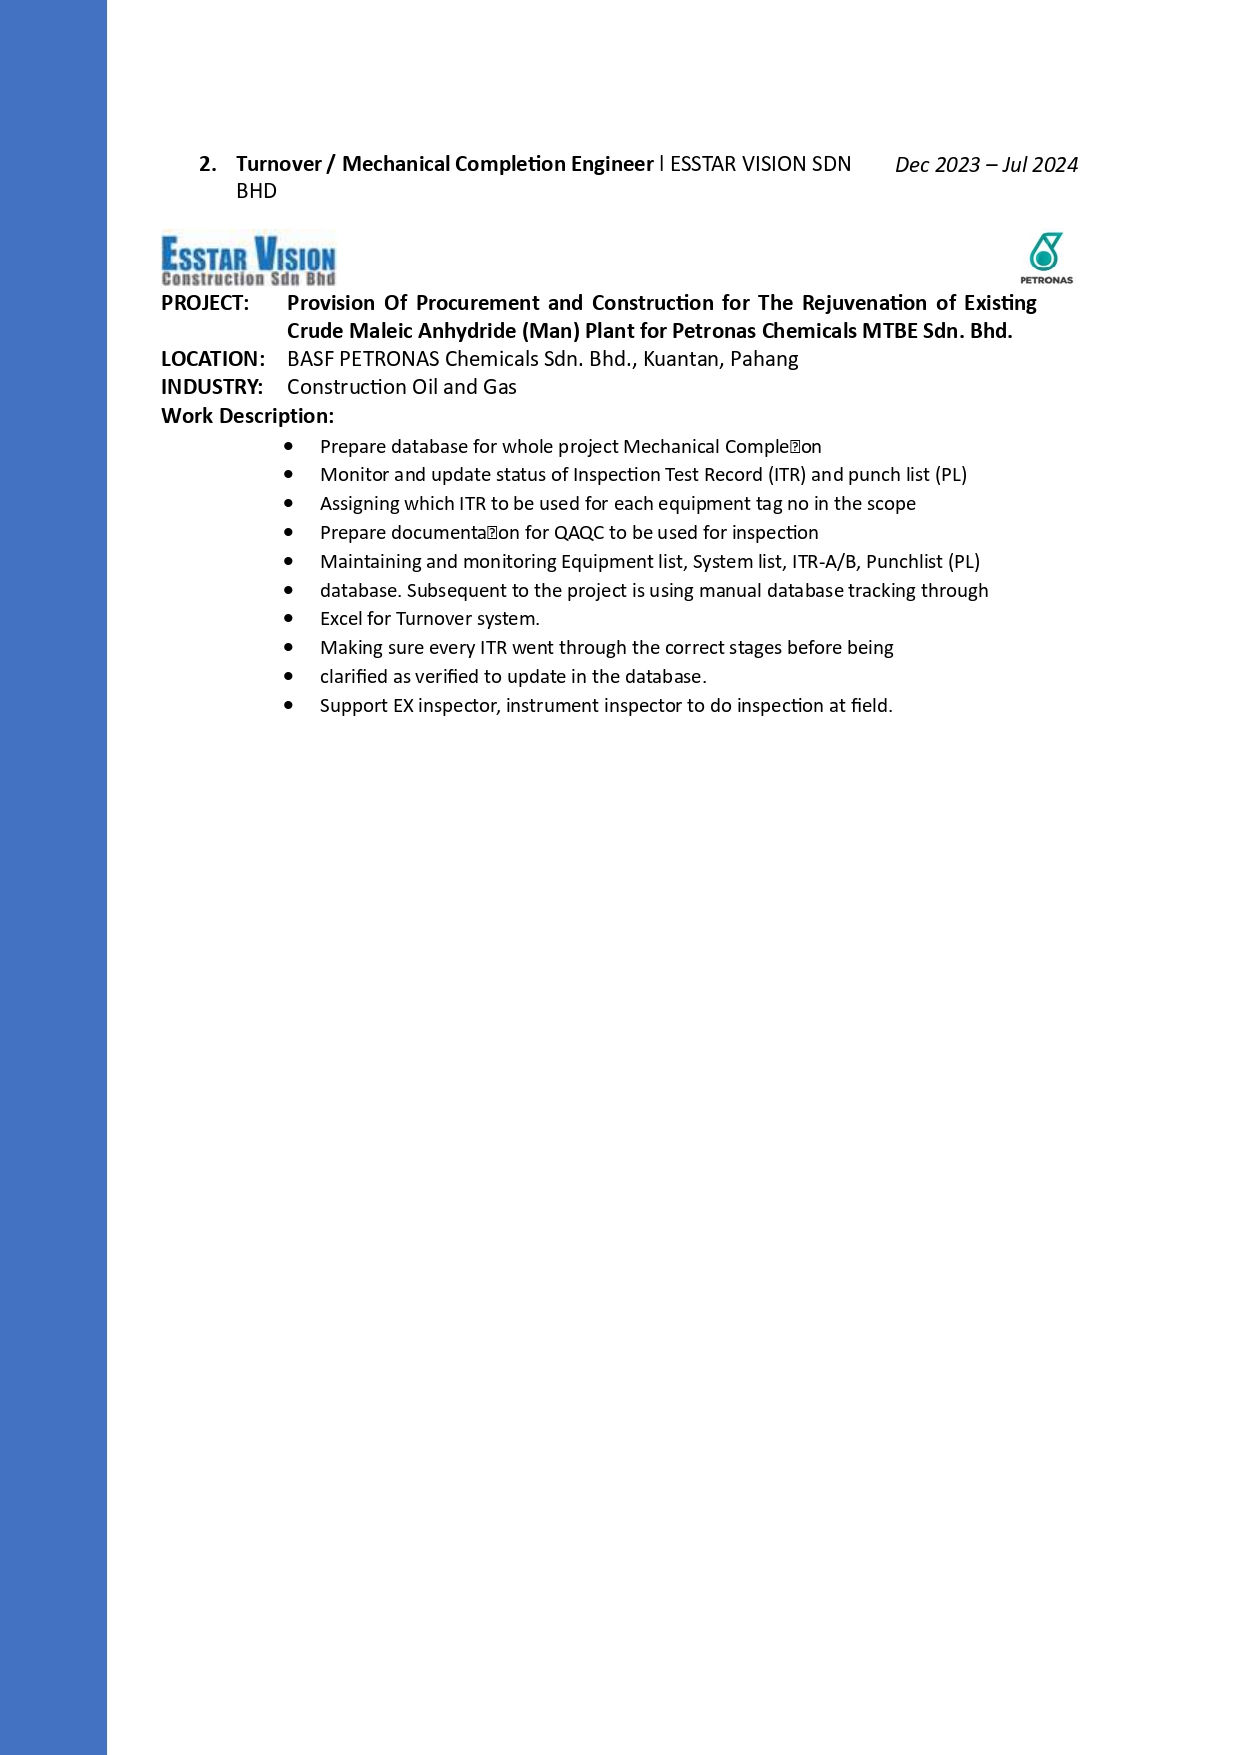 2. Turnover / Mechanical Completion Engineer l ESSTAR VISION SDN BHD Dec 2023 – Jul 2024
ESSTAR VISION
Construction Sdn Bhd
PETRONAS
PROJECT: Provision Of Procurement and Construction for The Rejuvenation of Existing
Crude Maleic Anhydride (Man) Plant for Petronas Chemicals MTBE Sdn. Bhd.
LOCATION: BASF PETRONAS Chemicals Sdn. Bhd., Kuantan, Pahang
INDUSTRY: Construction Oil and Gas
Work Description:
• Prepare database for whole project Mechanical Comple⍰on
• Monitor and update status of Inspection Test Record (ITR) and punch list (PL)
• Assigning which ITR to be used for each equipment tag no in the scope
• Prepare documenta⍰on for QAQC to be used for inspection
• Maintaining and monitoring Equipment list, System list, ITR-A/B, Punchlist (PL)
• database. Subsequent to the project is using manual database tracking through
• Excel for Turnover system.
• Making sure every ITR went through the correct stages before being
• clarified as verified to update in the database.
• Support EX inspector, instrument inspector to do inspection at field.